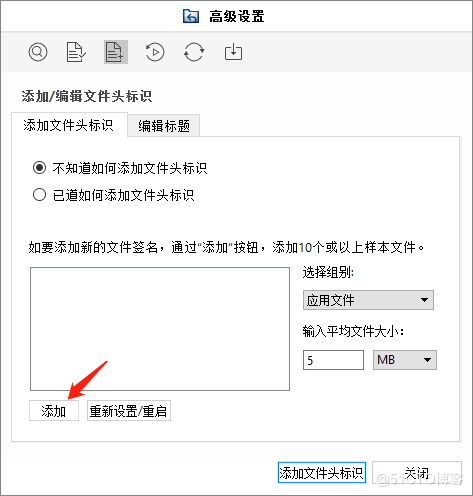 高级设置
添加/编辑文件头标识
添加文件头标识
编辑标题
不知道如何添加文件头标识
已道如何添加文件头标识
如要添加新的文件签名，通过"添加"按钮，添加10个或以上样本文件。
选择组别:
应用文件
输入平均文件大小：
5
MB
添加
重新设置/重启
添加文件头标识
关闭
@51CTO博客